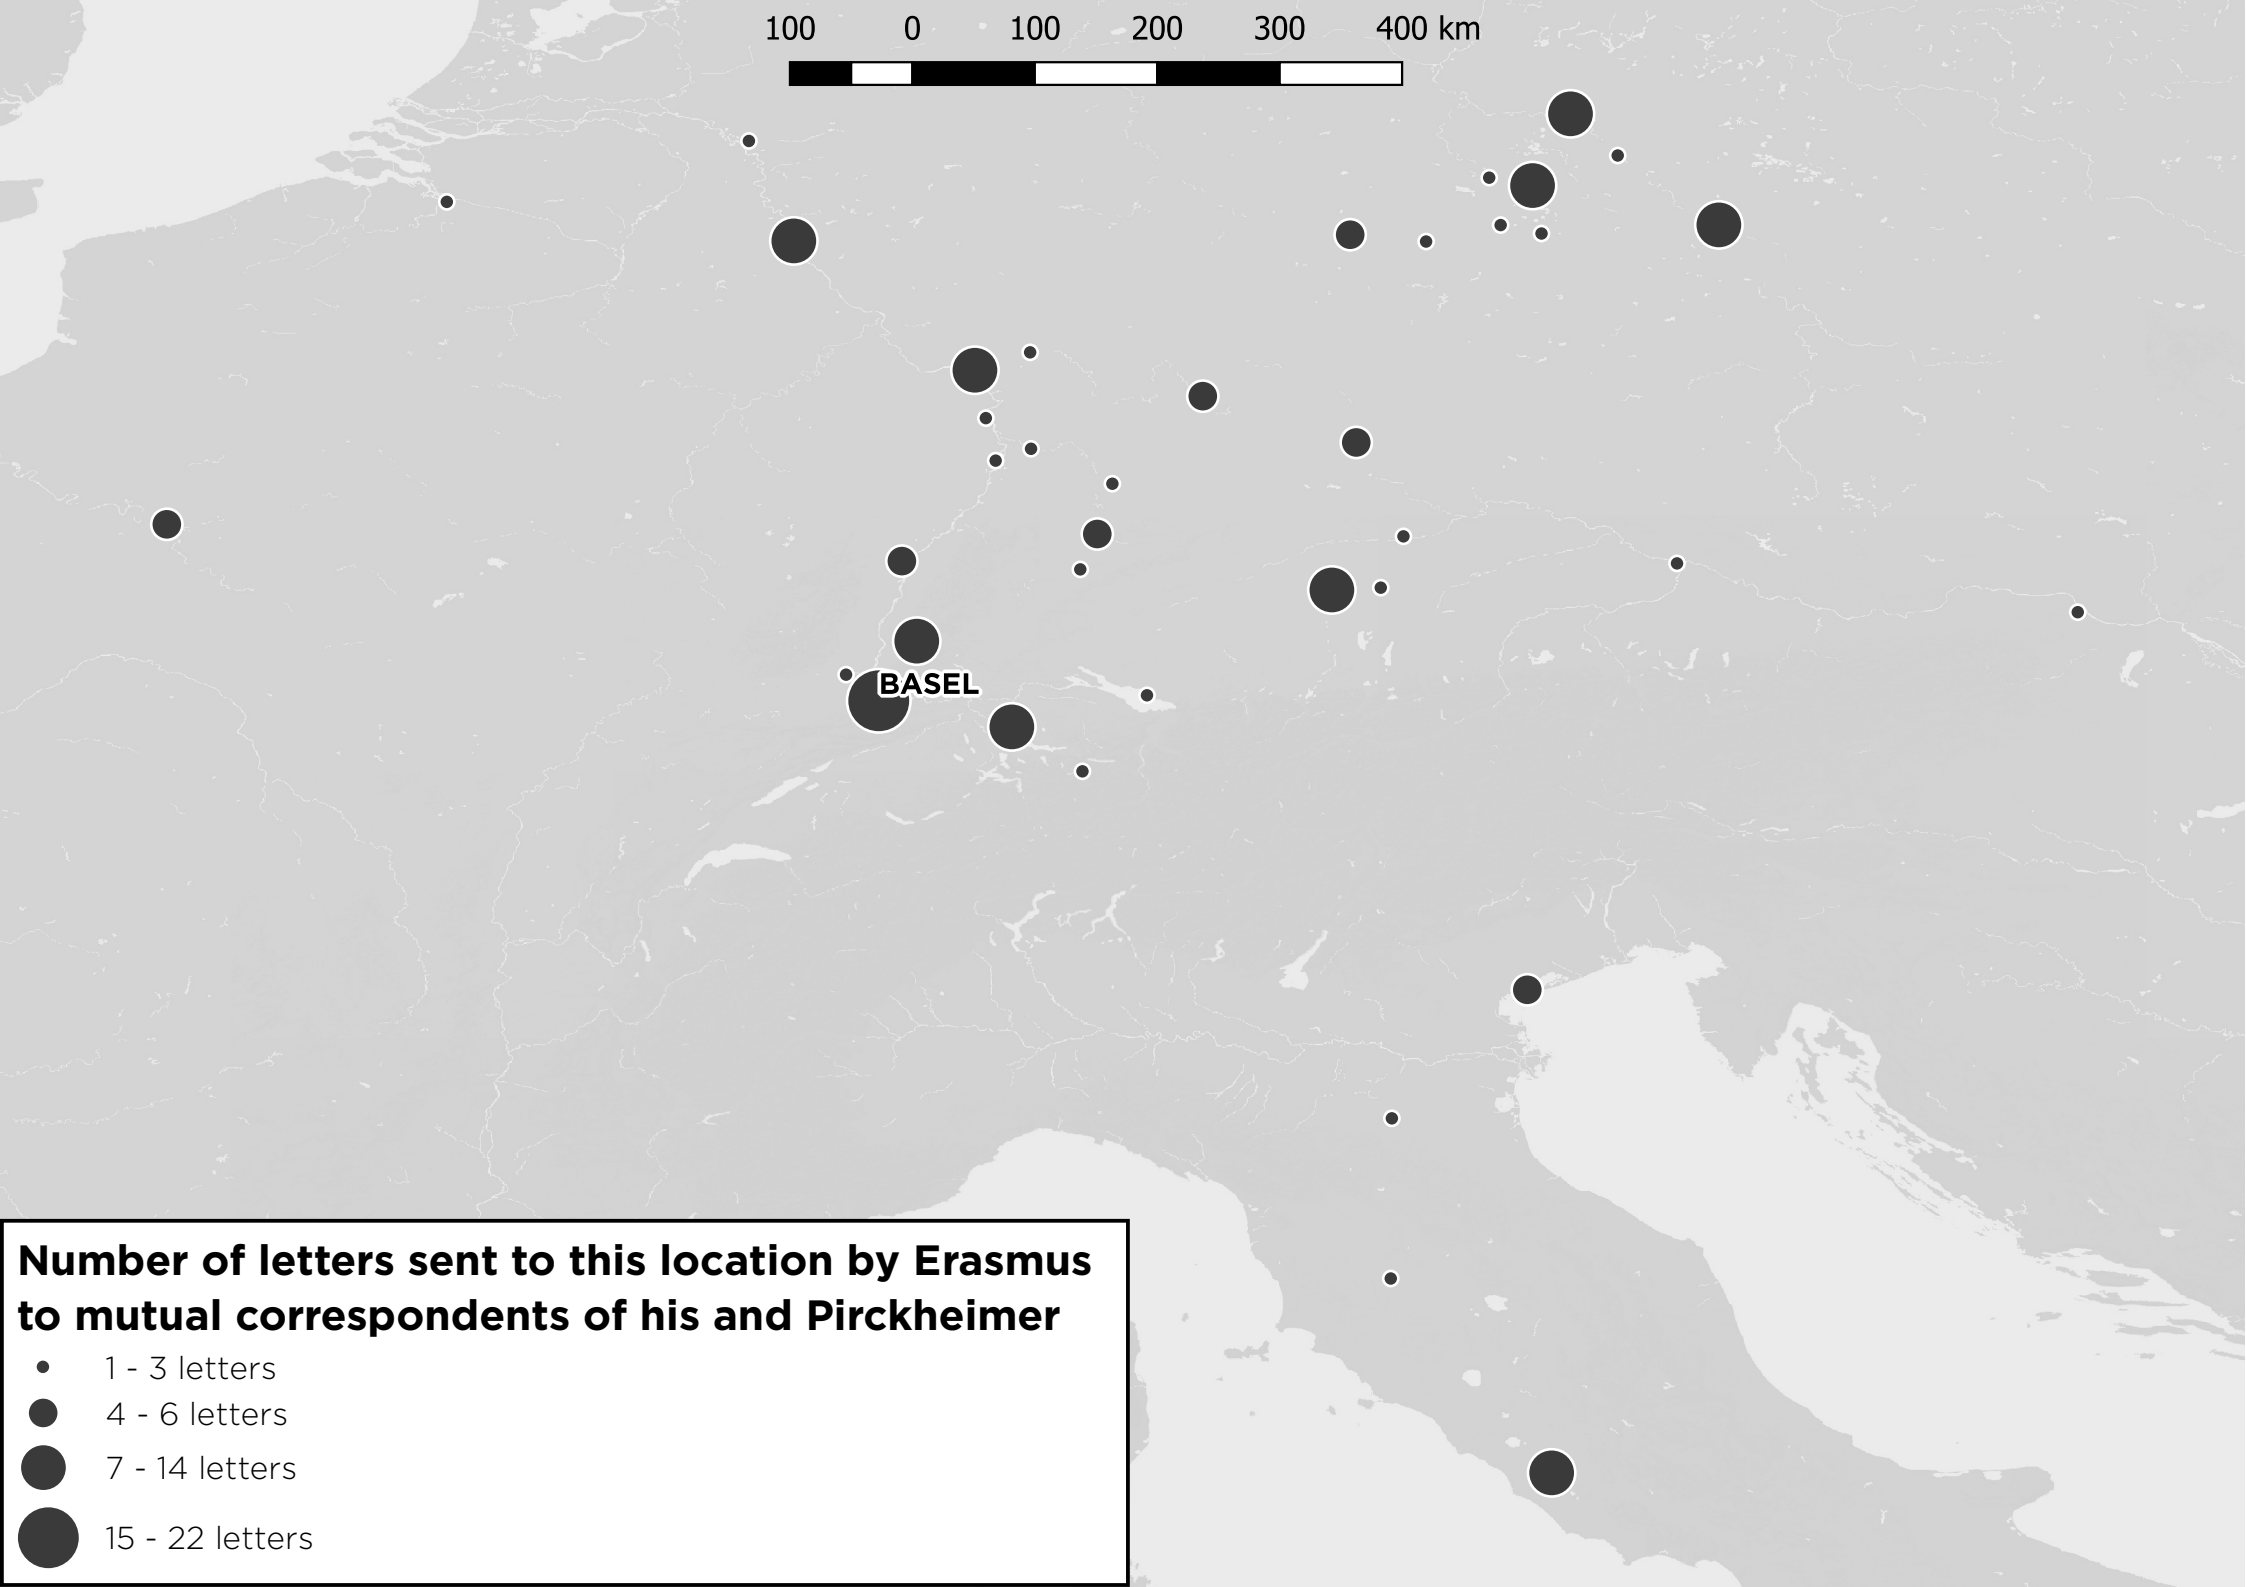 100 0 100 200 300 400 km
BASEL
Number of letters sent to this location by Erasmus
to mutual correspondents of his and Pirckheimer
1 - 3 letters
4 - 6 letters
7 - 14 letters
15 - 22 letters